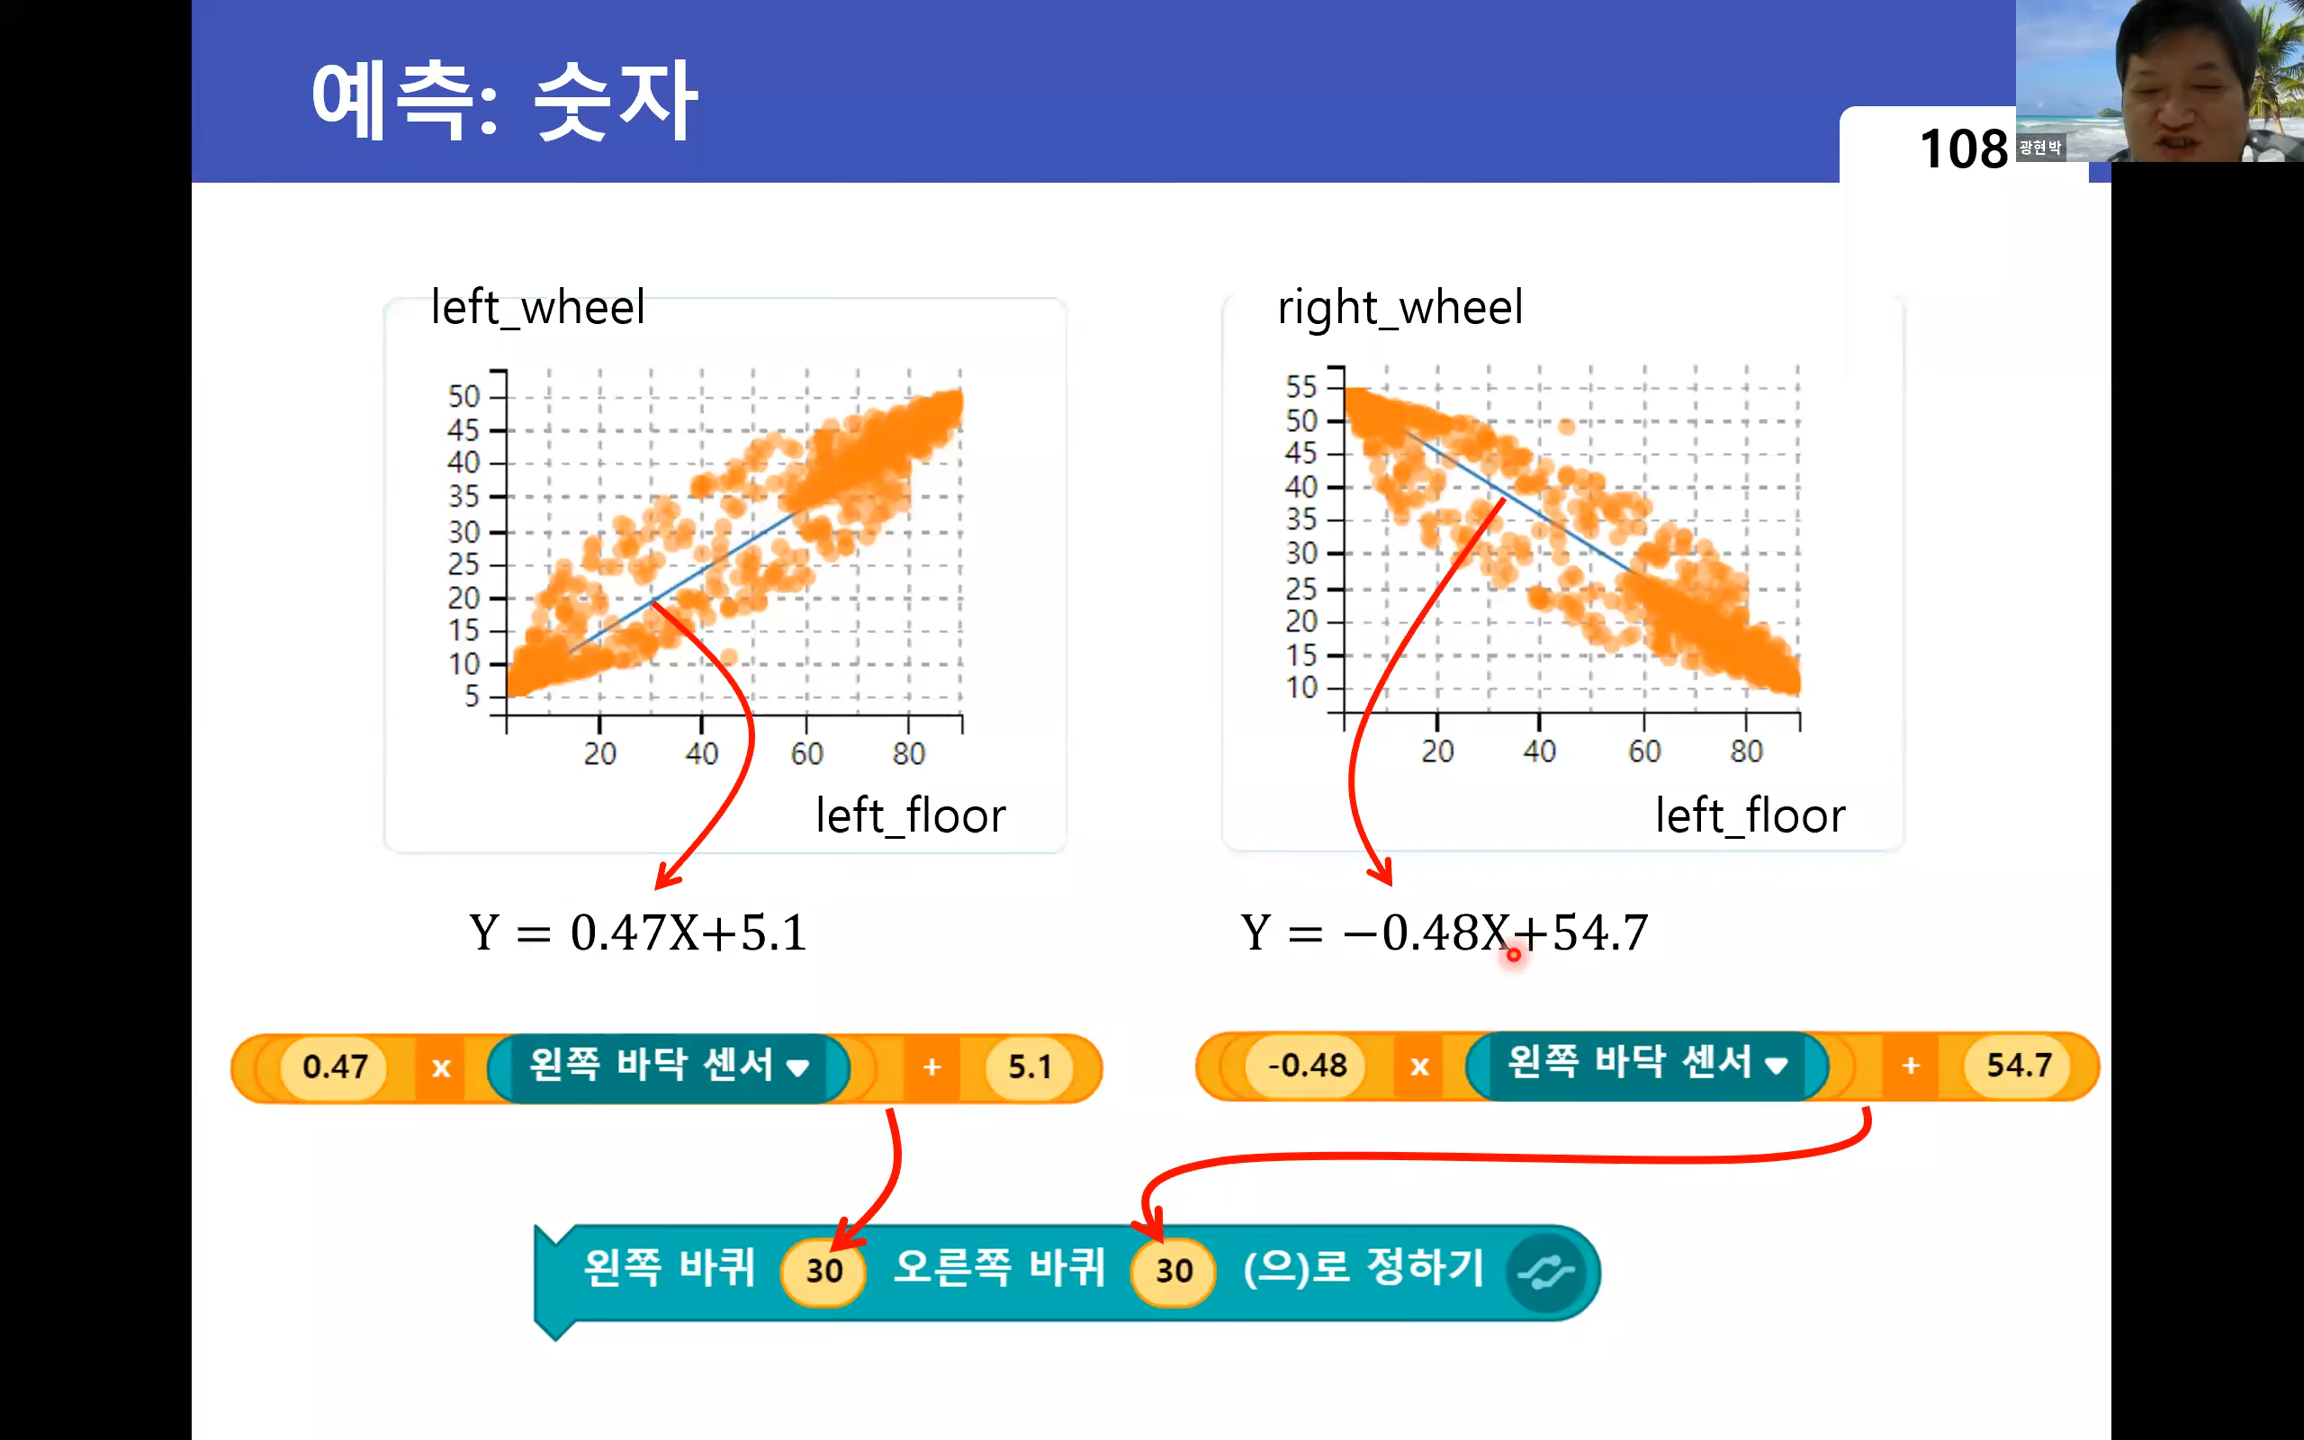 예측: 숫자
108
광현 박
left_wheel
50
45
40
35
30
25
20
15
10
5
20 40 60 80
left_floor
right_wheel
55
50
45
40
35
30
25
20
15
10
20 40 60 80
left_floor
Y = 0.47X+5.1
Y = −0.48X+54.7
0.47 x 왼쪽 바닥 센서 + 5.1
-0.48 x 왼쪽 바닥 센서 + 54.7
왼쪽 바퀴 30 오른쪽 바퀴 30 (으)로 정하기